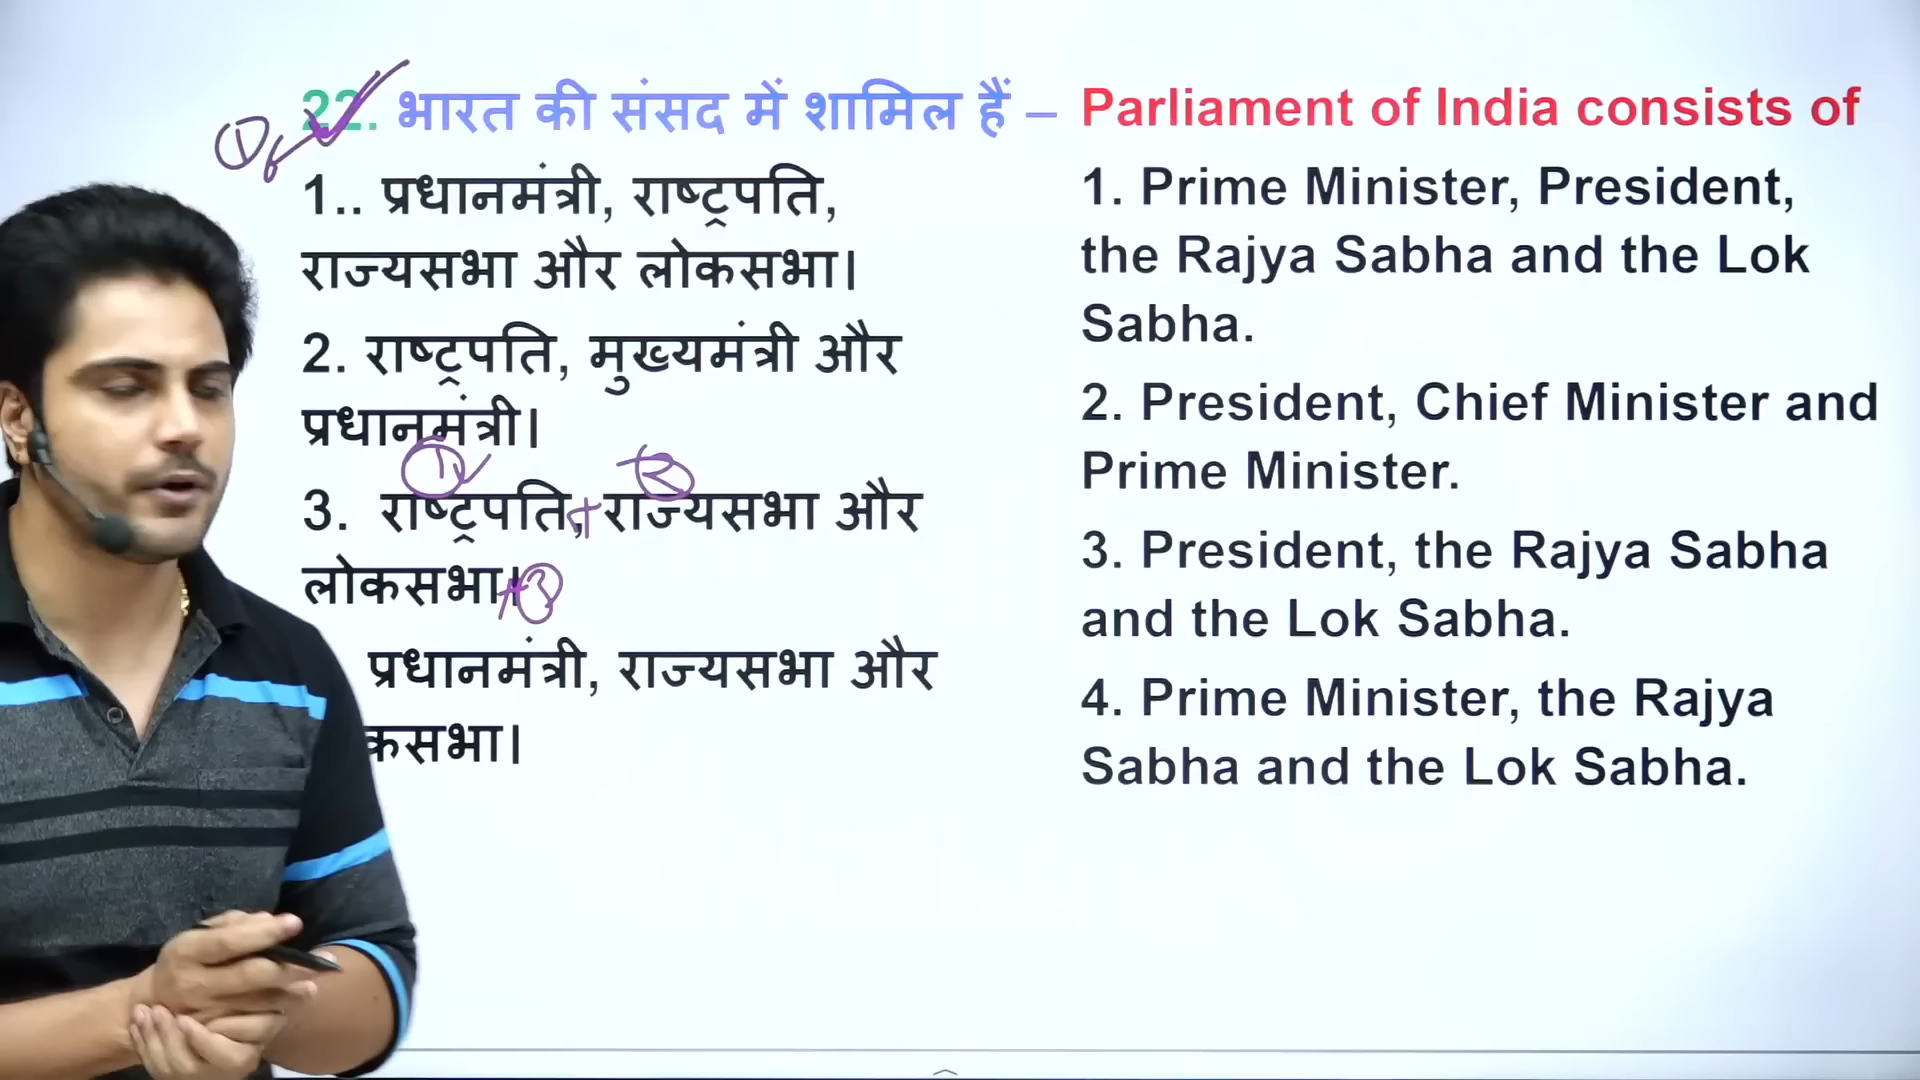 22. भारत की संसद में शामिल हैं –
1.. प्रधानमंत्री, राष्ट्रपति,
राज्यसभा और लोकसभा।
2. राष्ट्रपति, मुख्यमंत्री और
प्रधानमंत्री।
3. राष्ट्रपति, राज्यसभा और
लोकसभा।
प्रधानमंत्री, राज्यसभा और
कसभा।
Parliament of India consists of
1. Prime Minister, President,
the Rajya Sabha and the Lok
Sabha.
2. President, Chief Minister and
Prime Minister.
3. President, the Rajya Sabha
and the Lok Sabha.
4. Prime Minister, the Rajya
Sabha and the Lok Sabha.